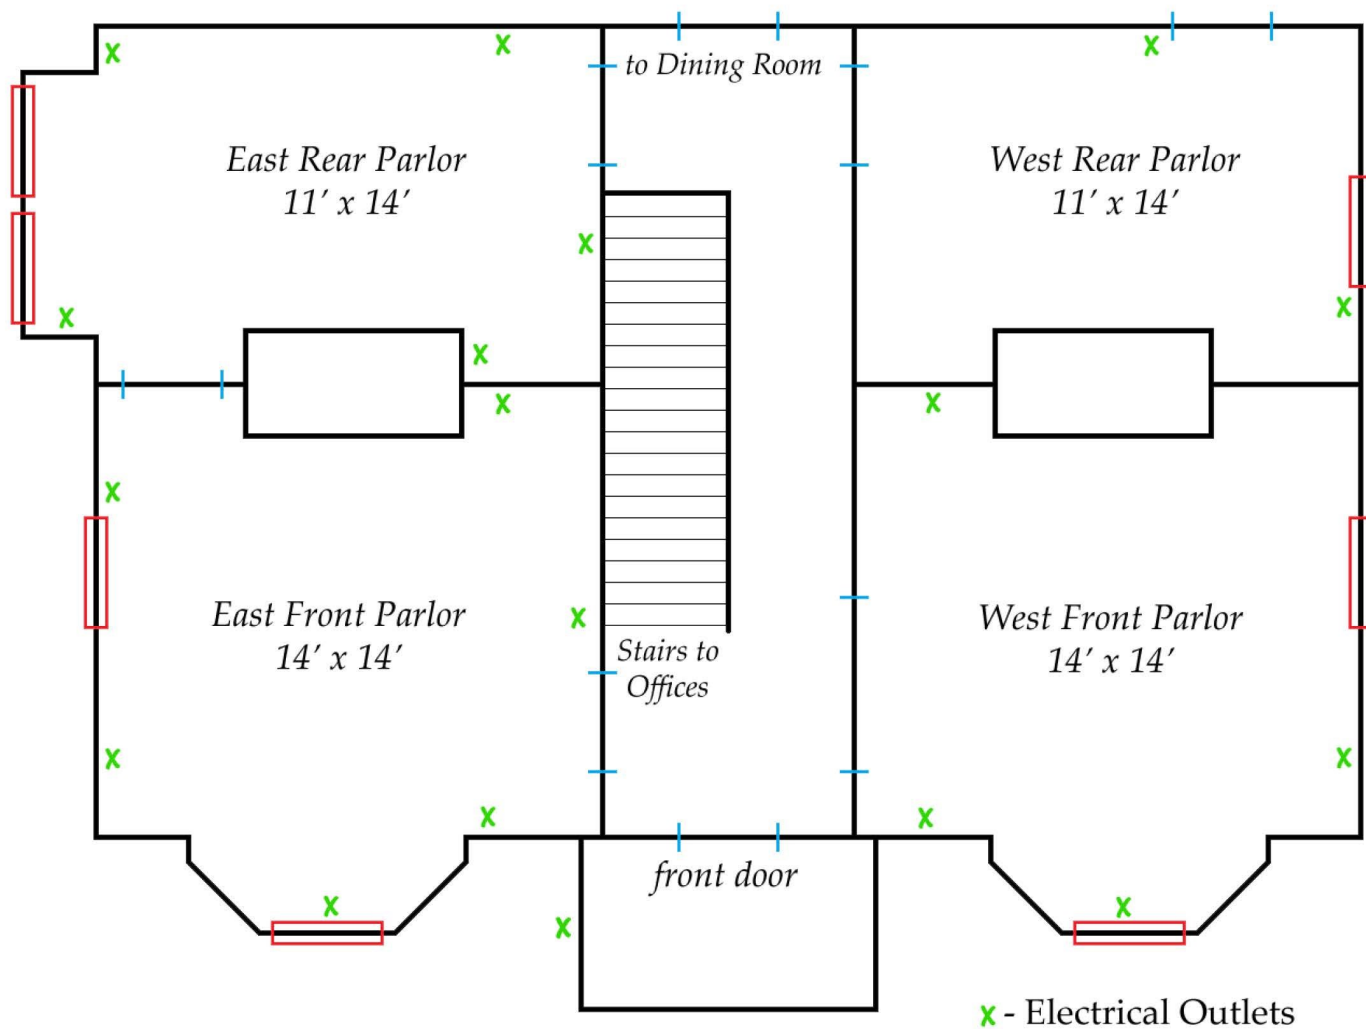 to Dining Room
East Rear Parlor
11' x 14'
West Rear Parlor
11' x 14'
East Front Parlor
14' x 14'
Stairs to
Offices
West Front Parlor
14' x 14'
front door
x - Electrical Outlets